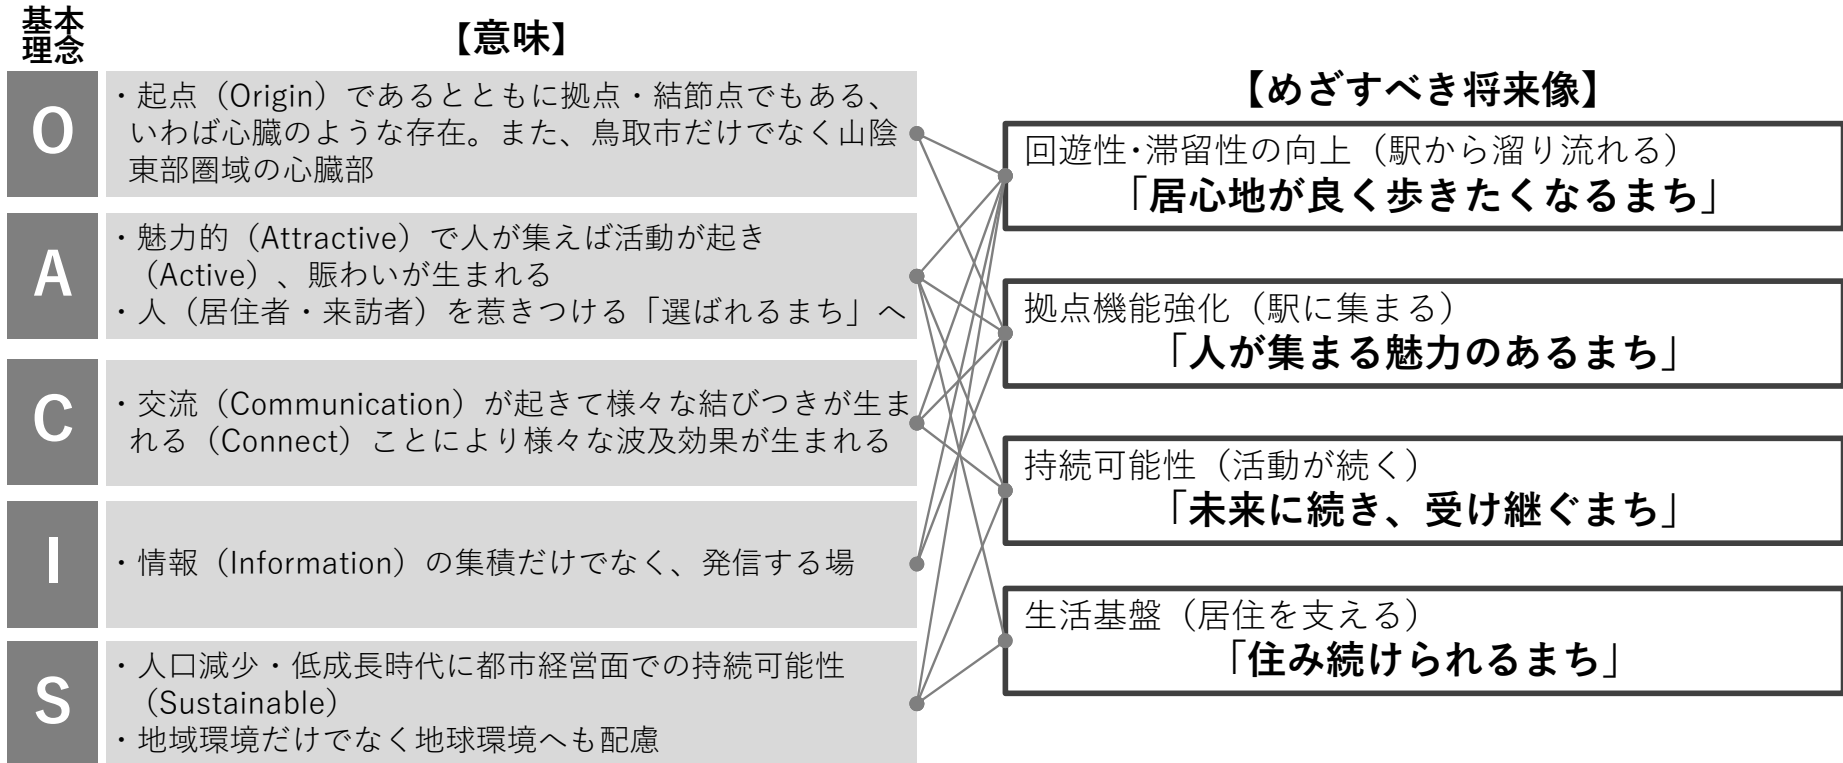 基本
理念
【意味】
O
・起点（Origin）であるとともに拠点・結節点でもある、
いわば心臓のような存在。また、鳥取市だけでなく山陰
東部圏域の心臓部
A
・魅力的（Attractive）で人が集えば活動が起き
（Active）、賑わいが生まれる
・人（居住者・来訪者）を惹きつける「選ばれるまち」へ
C
・交流（Communication）が起きて様々な結びつきが生ま
れる（Connect）ことにより様々な波及効果が生まれる
I
・情報（Information）の集積だけでなく、発信する場
S
・人口減少・低成長時代に都市経営面での持続可能性
（Sustainable）
・地域環境だけでなく地球環境へも配慮
【めざすべき将来像】
回遊性・滞留性の向上（駅から溜り流れる）
「居心地が良く歩きたくなるまち」
拠点機能強化（駅に集まる）
「人が集まる魅力のあるまち」
持続可能性（活動が続く）
「未来に続き、受け継ぐまち」
生活基盤（居住を支える）
「住み続けられるまち」